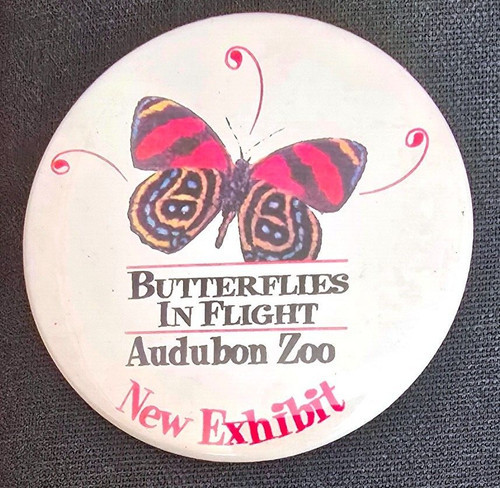 BUTTERFLIES
IN FLIGHT
Audubon Zoo
New Exhibit